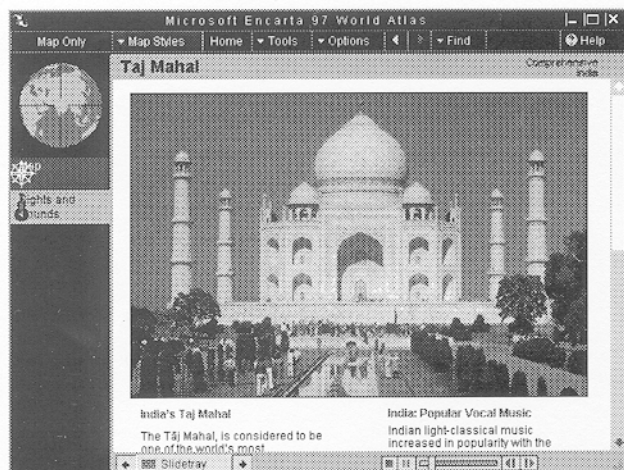 Microsoft Encarta 97 World Atlas
Map Only Map Styles Home Tools Options Find Help
Taj Mahal
Comprehensive
India
Map
Sights and
Sounds
India's Taj Mahal
The Tāj Mahal, is considered to be
one of the world's most
India: Popular Vocal Music
Indian light-classical music
increased in popularity with the
Slidetray